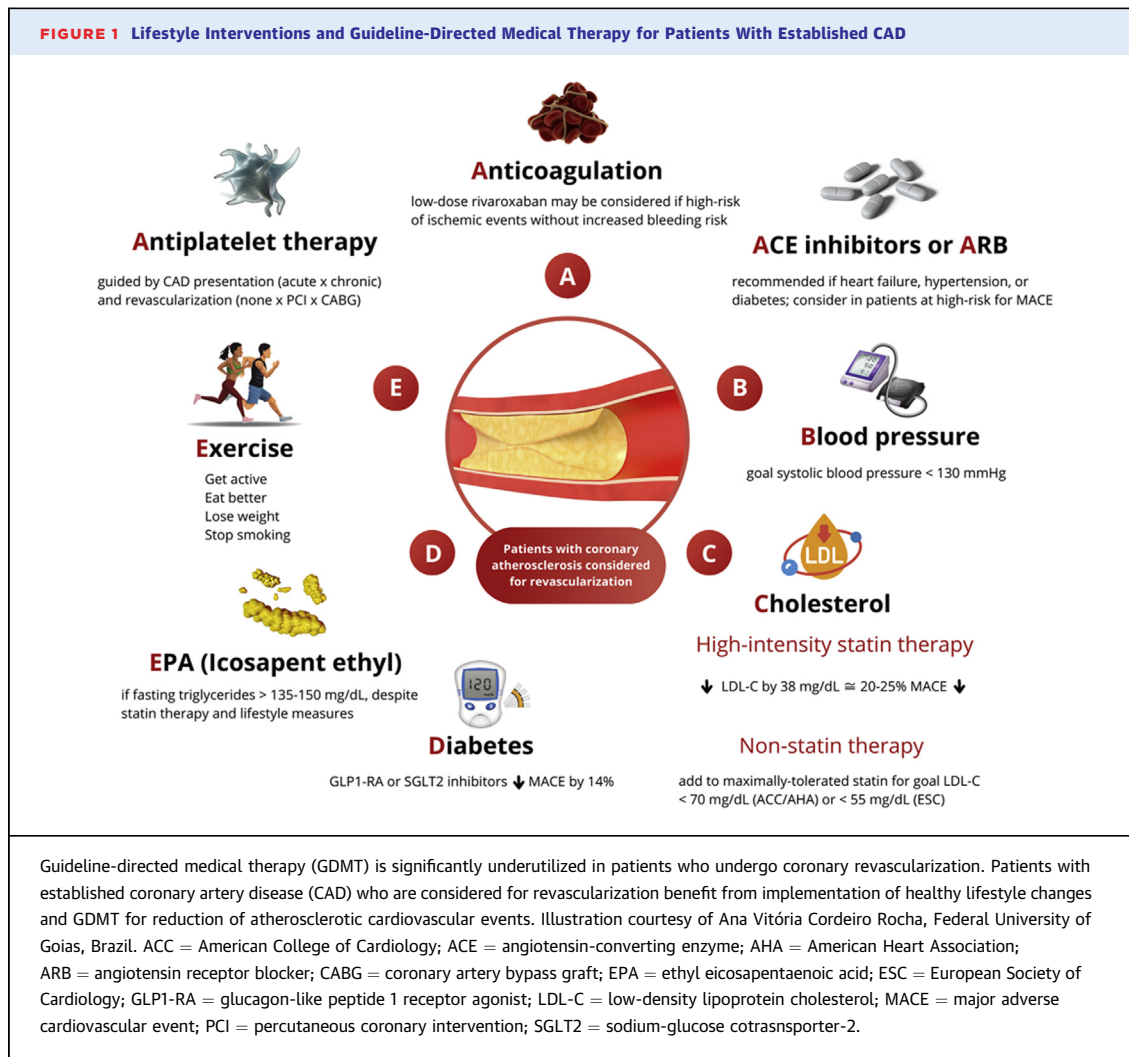 FIGURE 1 Lifestyle Interventions and Guideline-Directed Medical Therapy for Patients With Established CAD
Anticoagulation
low-dose rivaroxaban may be considered if high-risk
of ischemic events without increased bleeding risk
Antiplatelet therapy
guided by CAD presentation (acute x chronic)
and revascularization (none x PCI x CABG)
ACE inhibitors or ARB
recommended if heart failure, hypertension, or
diabetes; consider in patients at high-risk for MACE
A
B
Blood pressure
goal systolic blood pressure < 130 mmHg
E
Exercise
Get active
Eat better
Lose weight
Stop smoking
D
Patients with coronary
atherosclerosis considered
for revascularization
C
LDL
Cholesterol
High-intensity statin therapy
↓ LDL-C by 38 mg/dL ≅ 20-25% MACE ↓
Non-statin therapy
add to maximally-tolerated statin for goal LDL-C
< 70 mg/dL (ACC/AHA) or < 55 mg/dL (ESC)
EPA (Icosapent ethyl)
if fasting triglycerides > 135-150 mg/dL, despite
statin therapy and lifestyle measures
120
Diabetes
GLP1-RA or SGLT2 inhibitors ↓ MACE by 14%
Guideline-directed medical therapy (GDMT) is significantly underutilized in patients who undergo coronary revascularization. Patients with
established coronary artery disease (CAD) who are considered for revascularization benefit from implementation of healthy lifestyle changes
and GDMT for reduction of atherosclerotic cardiovascular events. Illustration courtesy of Ana Vitória Cordeiro Rocha, Federal University of
Goias, Brazil. ACC = American College of Cardiology; ACE = angiotensin-converting enzyme; AHA = American Heart Association;
ARB = angiotensin receptor blocker; CABG = coronary artery bypass graft; EPA = ethyl eicosapentaenoic acid; ESC = European Society of
Cardiology; GLP1-RA = glucagon-like peptide 1 receptor agonist; LDL-C = low-density lipoprotein cholesterol; MACE = major adverse
cardiovascular event; PCI = percutaneous coronary intervention; SGLT2 = sodium-glucose cotrasnsporter-2.